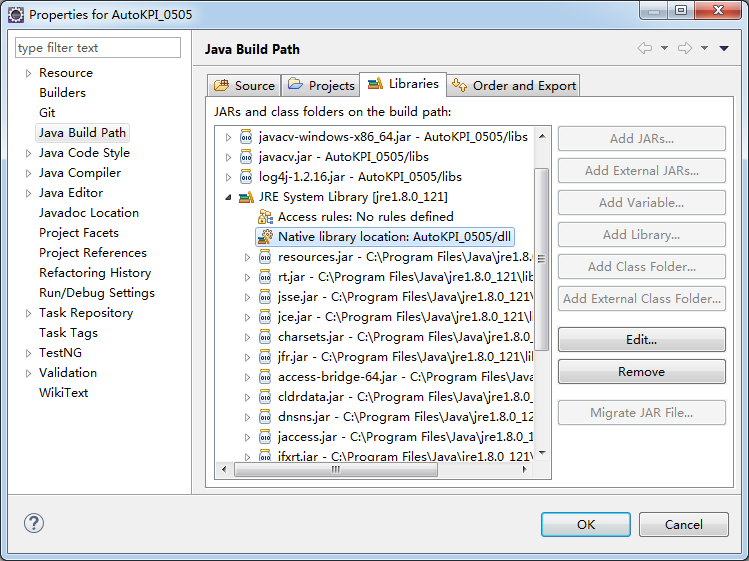 Properties for AutoKPI_0505
type filter text
Resource
Builders
Git
Java Build Path
Java Code Style
Java Compiler
Java Editor
Javadoc Location
Project Facets
Project References
Refactoring History
Run/Debug Settings
Task Repository
Task Tags
TestNG
Validation
WikiText
Java Build Path
Source
Projects
Libraries
Order and Export
JARs and class folders on the build path:
javacv-windows-x86_64.jar - AutoKPI_0505/libs
javacv.jar - AutoKPI_0505/libs
log4j-1.2.16.jar - AutoKPI_0505/libs
JRE System Library [jre1.8.0_121]
Access rules: No rules defined
Native library location: AutoKPI_0505/dll
resources.jar - C:\Program Files\Java\jre1.8.0_
rt.jar - C:\Program Files\Java\jre1.8.0_121\lib
jsse.jar - C:\Program Files\Java\jre1.8.0_121\
jce.jar - C:\Program Files\Java\jre1.8.0_121\l
charsets.jar - C:\Program Files\Java\jre1.8.0_1
jfr.jar - C:\Program Files\Java\jre1.8.0_121\li
access-bridge-64.jar - C:\Program Files\Java\
cldrdata.jar - C:\Program Files\Java\jre1.8.0_1
dnsns.jar - C:\Program Files\Java\jre1.8.0_12
jaccess.jar - C:\Program Files\Java\jre1.8.0_1
jfxrt.jar - C:\Program Files\Java\jre1.8.0_121\
Add JARs...
Add External JARs...
Add Variable...
Add Library...
Add Class Folder...
Add External Class Folder...
Edit...
Remove
Migrate JAR File...
OK
Cancel